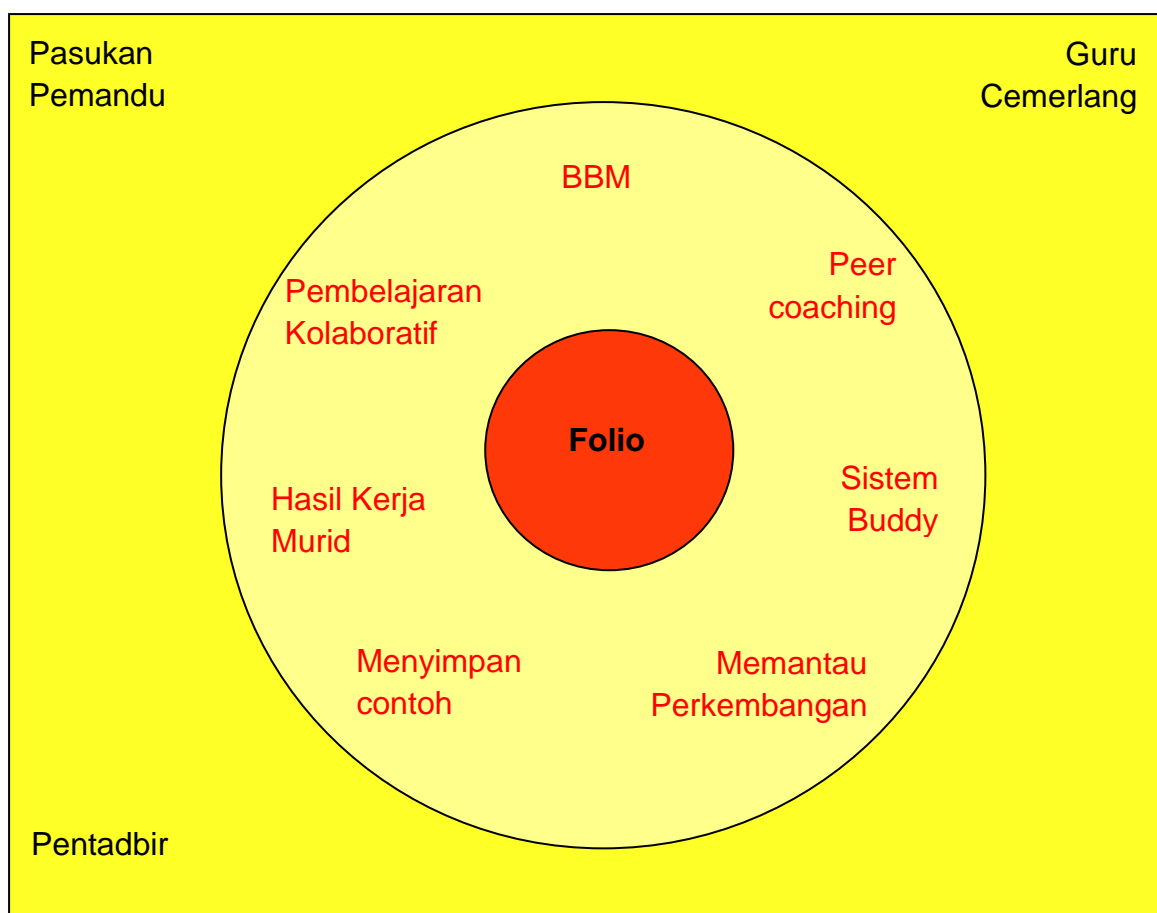 Pasukan
Pemandu
Guru
Cemerlang
BBM
Peer
coaching
Pembelajaran
Kolaboratif
Folio
Sistem
Buddy
Hasil Kerja
Murid
Menyimpan
contoh
Memantau
Perkembangan
Pentadbir